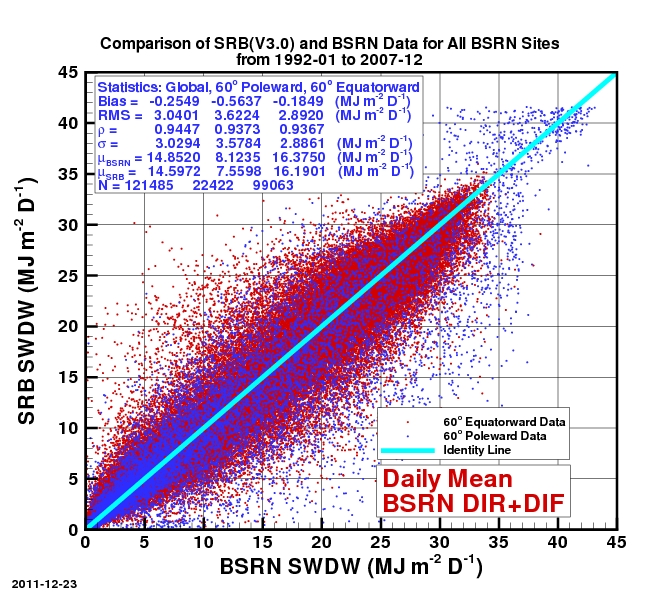 Comparison of SRB(V3.0) and BSRN Data for All BSRN Sites
from 1992-01 to 2007-12
Statistics: Global, 60° Poleward, 60° Equatorward
Bias = -0.2549 -0.5637 -0.1849 (MJ m⁻² D⁻¹)
RMS = 3.0401 3.6224 2.8920 (MJ m⁻² D⁻¹)
ρ = 0.9447 0.9373 0.9367
σ = 3.0294 3.5784 2.8861 (MJ m⁻² D⁻¹)
μBSRN = 14.8520 8.1235 16.3750 (MJ m⁻² D⁻¹)
μSRB = 14.5972 7.5598 16.1901 (MJ m⁻² D⁻¹)
N = 121485 22422 99063
45
40
35
30
25
20
15
10
5
0
SRB SWDW (MJ m⁻² D⁻¹)
60° Equatorward Data
60° Poleward Data
Identity Line
Daily Mean
BSRN DIR+DIF
0 5 10 15 20 25 30 35 40 45
BSRN SWDW (MJ m⁻² D⁻¹)
2011-12-23